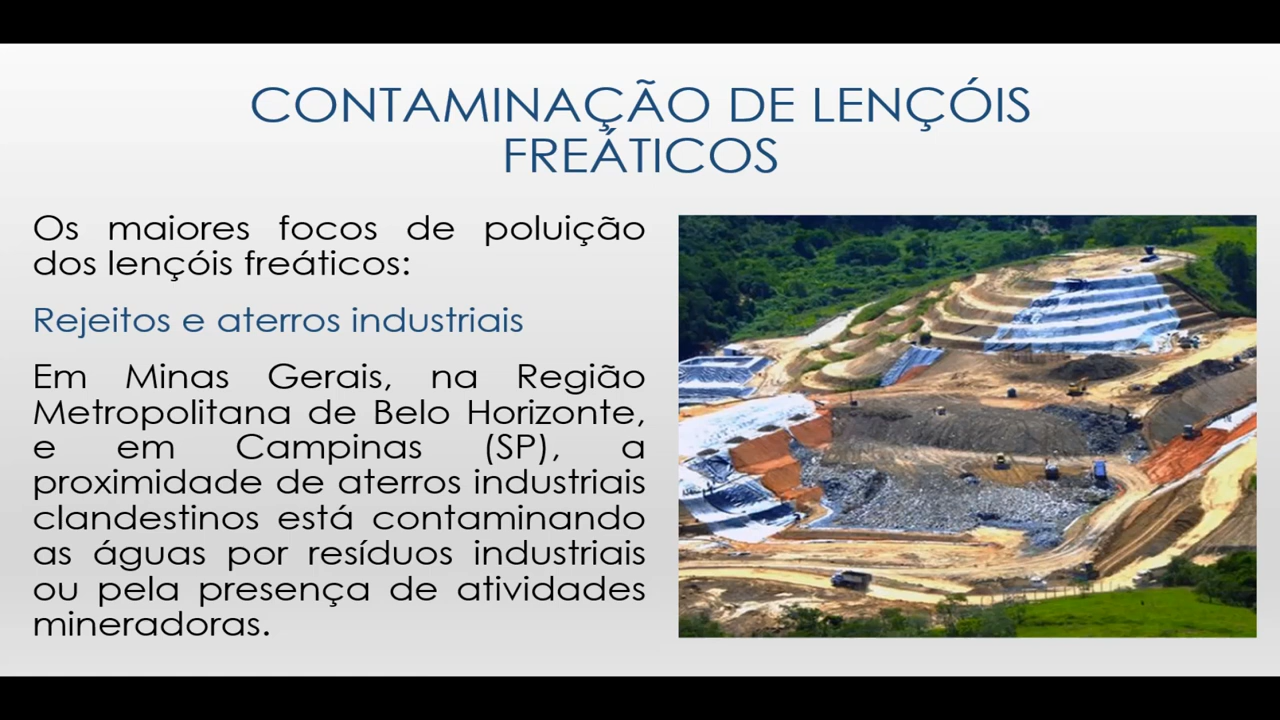 CONTAMINAÇÃO DE LENÇÓIS
FREÁTICOS
Os maiores focos de poluição
dos lençóis freáticos:
Rejeitos e aterros industriais
Em Minas Gerais, na Região
Metropolitana de Belo Horizonte,
e em Campinas (SP), a
proximidade de aterros industriais
clandestinos está contaminando
as águas por resíduos industriais
ou pela presença de atividades
mineradoras.